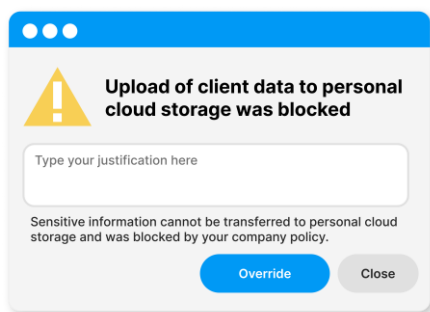 Upload of client data to personal
cloud storage was blocked
Type your justification here
Sensitive information cannot be transferred to personal cloud
storage and was blocked by your company policy.
Override Close